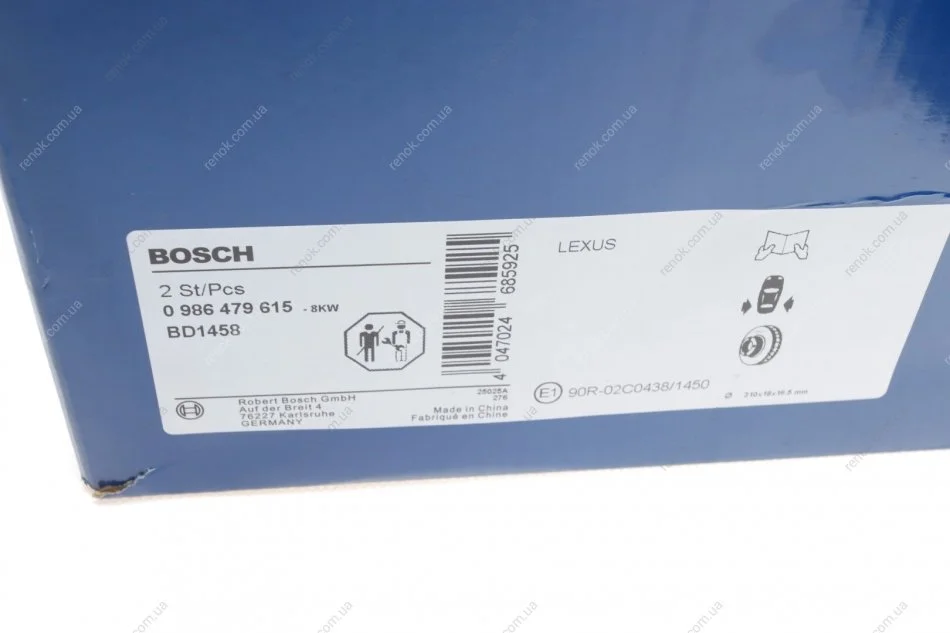 BOSCH
2 St/Pcs
0 986 479 615 - 8KW
BD1458
Robert Bosch GmbH
Auf der Breit 4
76227 Karlsruhe
GERMANY
25025A
276
Made in China
Fabriqué en Chine
4 047024 685925
LEXUS
E1 90R-02C0438/1450
renok.com.ua